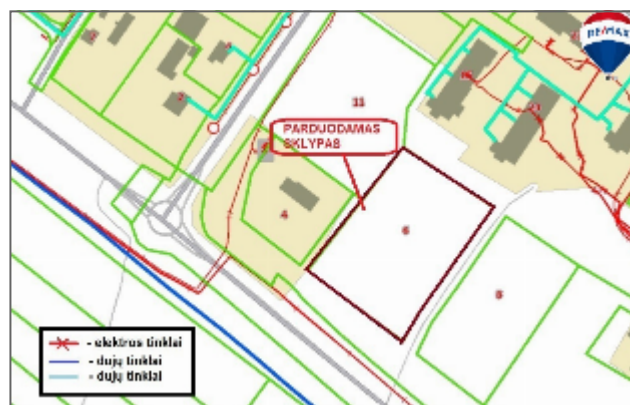 RE/MAX
11
PARDUODAMAS
SKLYPAS
4
6
8
- elektros tinklai
- dujų tinklai
- dujų tinklai